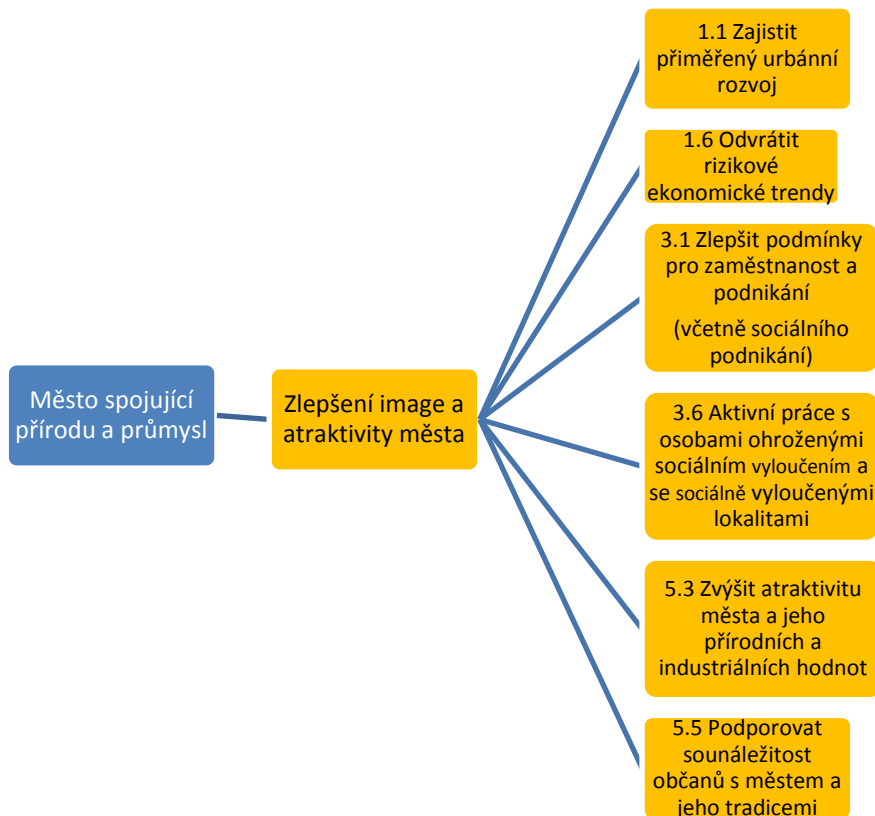 Město spojující
přírodu a průmysl
Zlepšení image a
atraktivity města
1.1 Zajistit
přiměřený urbánní
rozvoj
1.6 Odvrátit
rizikové
ekonomické trendy
3.1 Zlepšit podmínky
pro zaměstnanost a
podnikání
(včetně sociálního
podnikání)
3.6 Aktivní práce s
osobami ohroženými
sociálním vyloučením a
se sociálně vyloučenými
lokalitami
5.3 Zvýšit atraktivitu
města a jeho
přírodních a
industriálních hodnot
5.5 Podporovat
sounáležitost
občanů s městem a
jeho tradicemi